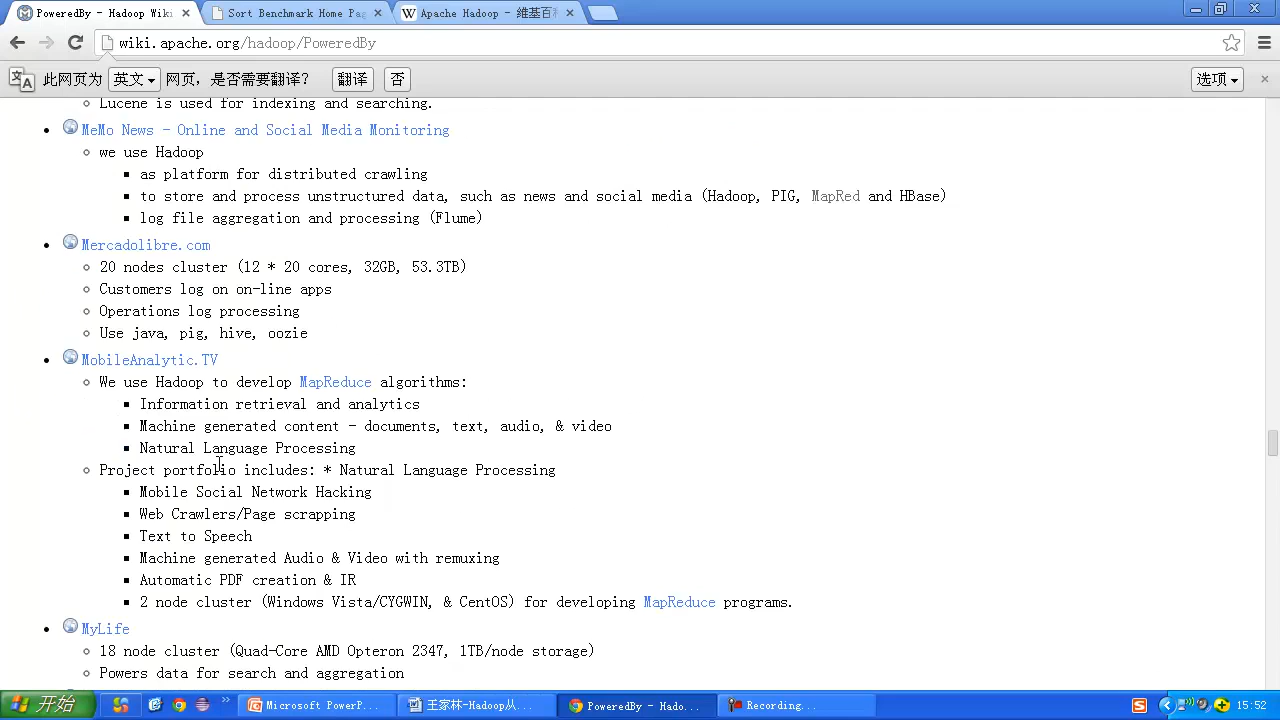 PoweredBy - Hadoop Wiki
Sort Benchmark Home Pag
Apache Hadoop - 維基百科
wiki.apache.org/hadoop/PoweredBy
此网页为 英文 网页，是否需要翻译？ 翻译 否 选项
Lucene is used for indexing and searching.
MeMo News - Online and Social Media Monitoring
we use Hadoop
as platform for distributed crawling
to store and process unstructured data, such as news and social media (Hadoop, PIG, MapRed and HBase)
log file aggregation and processing (Flume)
Mercadolibre.com
20 nodes cluster (12 * 20 cores, 32GB, 53.3TB)
Customers log on on-line apps
Operations log processing
Use java, pig, hive, oozie
MobileAnalytic.TV
We use Hadoop to develop MapReduce algorithms:
Information retrieval and analytics
Machine generated content - documents, text, audio, & video
Natural Language Processing
Project portfolio includes: * Natural Language Processing
Mobile Social Network Hacking
Web Crawlers/Page scrapping
Text to Speech
Machine generated Audio & Video with remuxing
Automatic PDF creation & IR
2 node cluster (Windows Vista/CYGWIN, & CentOS) for developing MapReduce programs.
MyLife
18 node cluster (Quad-Core AMD Opteron 2347, 1TB/node storage)
Powers data for search and aggregation
开始 Microsoft PowerP... 王家林-Hadoop从... PoweredBy - Hado... Recording... 15:52